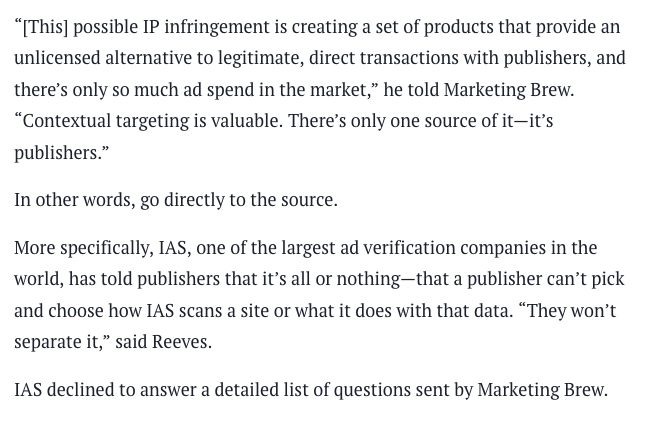 “[This] possible IP infringement is creating a set of products that provide an
unlicensed alternative to legitimate, direct transactions with publishers, and
there’s only so much ad spend in the market,” he told Marketing Brew.
“Contextual targeting is valuable. There’s only one source of it—it’s
publishers.”
In other words, go directly to the source.
More specifically, IAS, one of the largest ad verification companies in the
world, has told publishers that it’s all or nothing—that a publisher can’t pick
and choose how IAS scans a site or what it does with that data. “They won’t
separate it,” said Reeves.
IAS declined to answer a detailed list of questions sent by Marketing Brew.